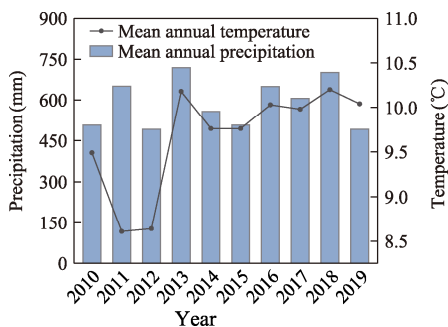 Mean annual temperature
Mean annual precipitation
Precipitation (mm)
900
750
600
450
300
150
0
Temperature (℃)
11.0
10.5
10.0
9.5
9.0
8.5
2010 2011 2012 2013 2014 2015 2016 2017 2018 2019
Year